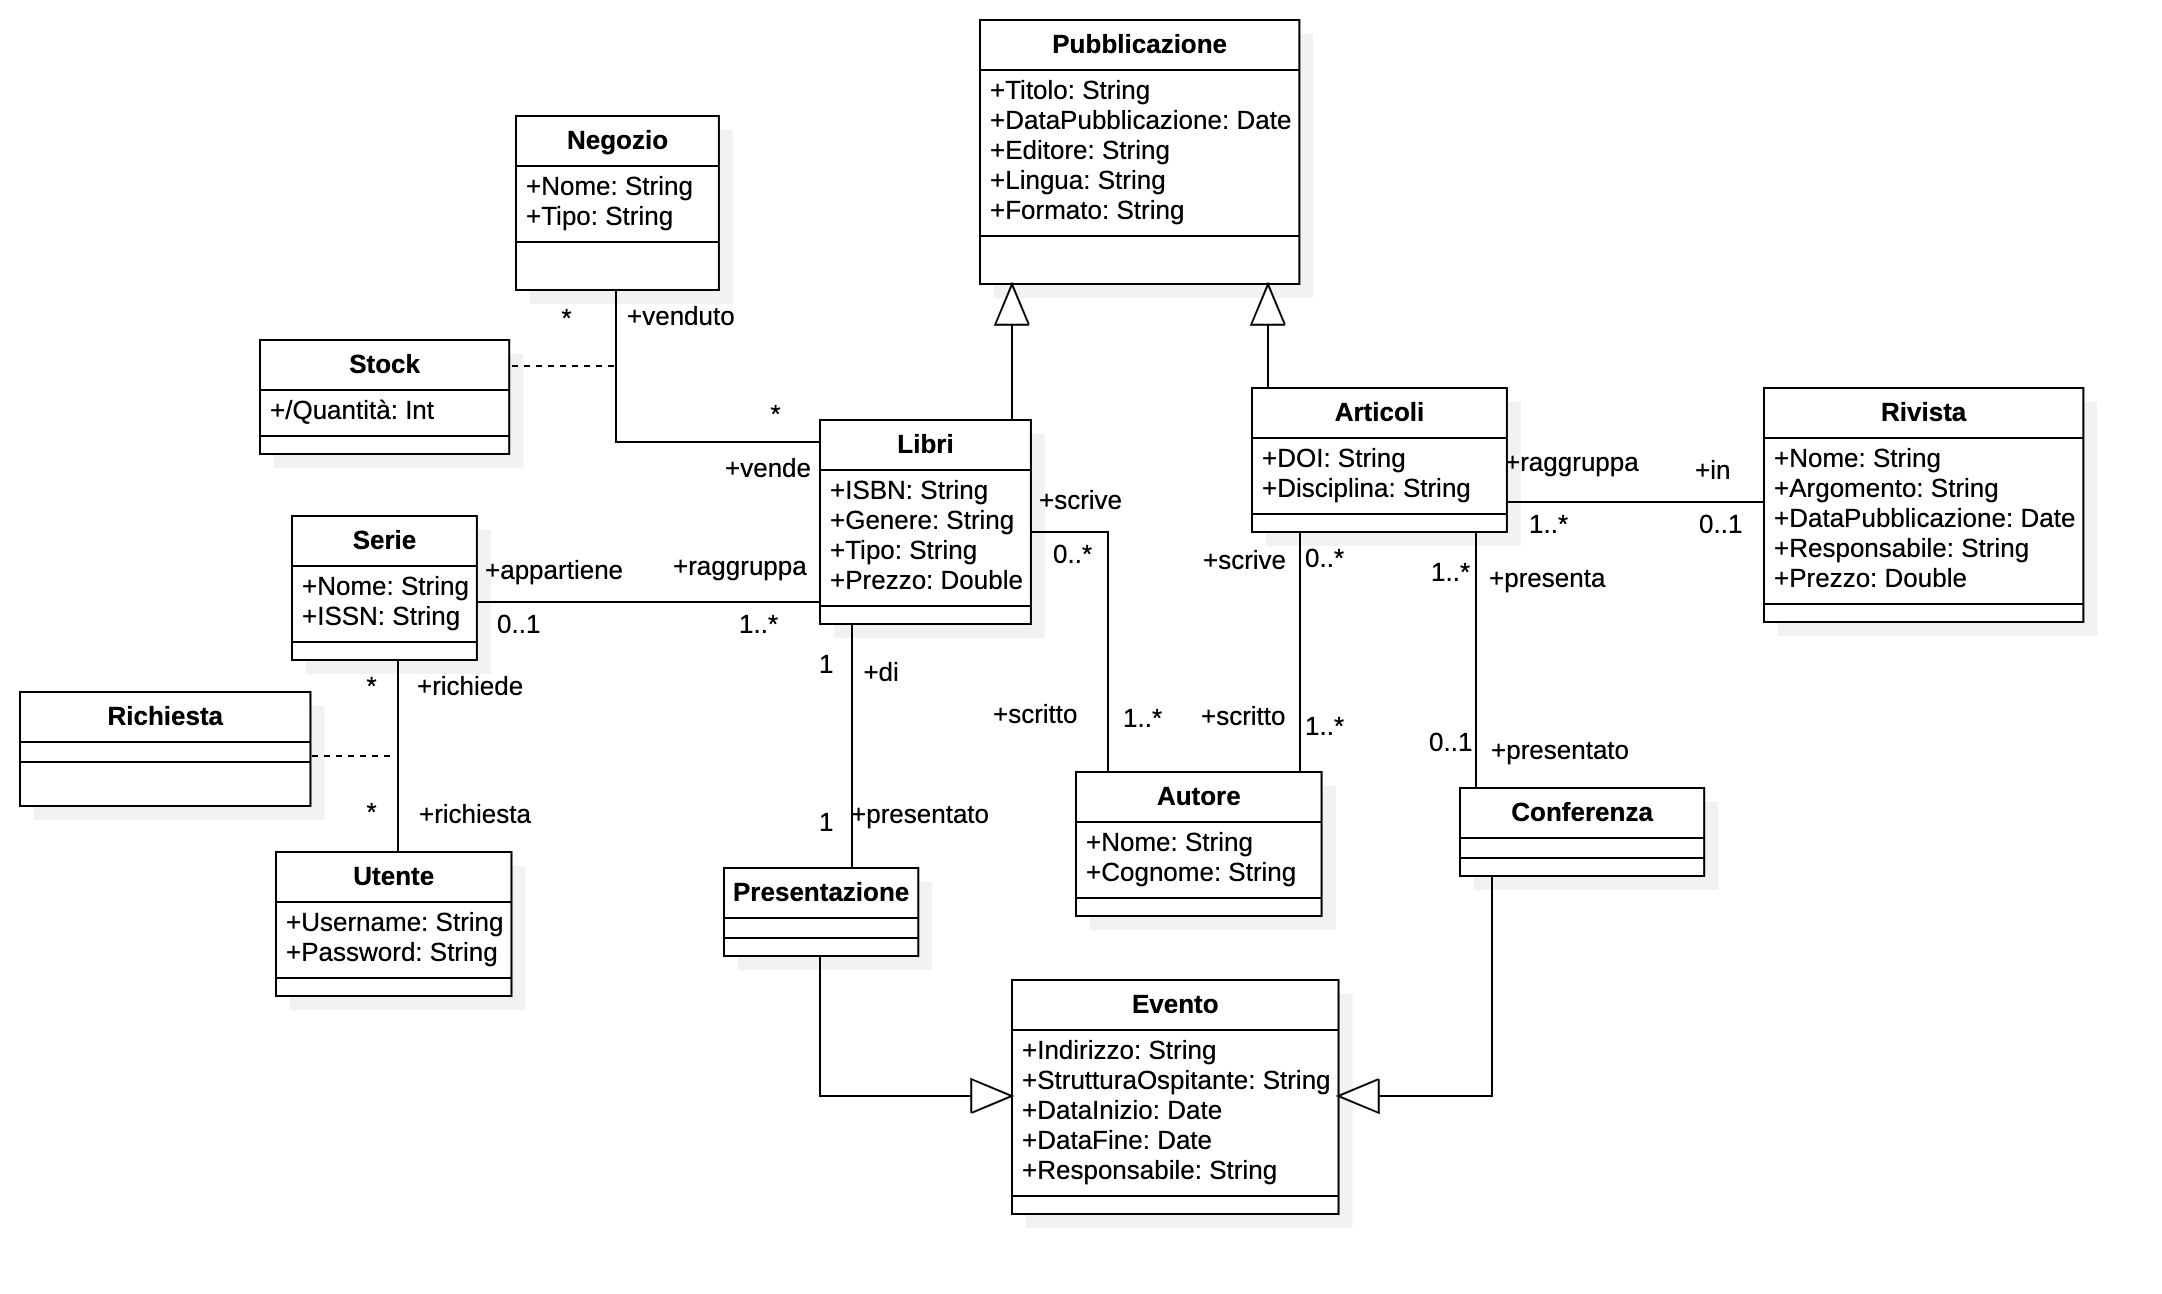 Pubblicazione
+Titolo: String
+DataPubblicazione: Date
+Editore: String
+Lingua: String
+Formato: String
Negozio
+Nome: String
+Tipo: String
*
+venduto
Stock
+/Quantità: Int
*
+vende
Libri
+ISBN: String
+Genere: String
+Tipo: String
+Prezzo: Double
Articoli
+DOI: String
+Disciplina: String
Rivista
+Nome: String
+Argomento: String
+DataPubblicazione: Date
+Responsabile: String
+Prezzo: Double
+raggruppa
+in
1..*
0..1
+scrive
0..*
Serie
+Nome: String
+ISSN: String
+appartiene
+raggruppa
0..1
1..*
+scrive
0..*
1..*
+presenta
*
+richiede
1
+di
Richiesta
+scritto
1..*
+scritto
1..*
0..1
+presentato
*
+richiesta
1
+presentato
Autore
+Nome: String
+Cognome: String
Conferenza
Utente
+Username: String
+Password: String
Presentazione
Evento
+Indirizzo: String
+StrutturaOspitante: String
+DataInizio: Date
+DataFine: Date
+Responsabile: String